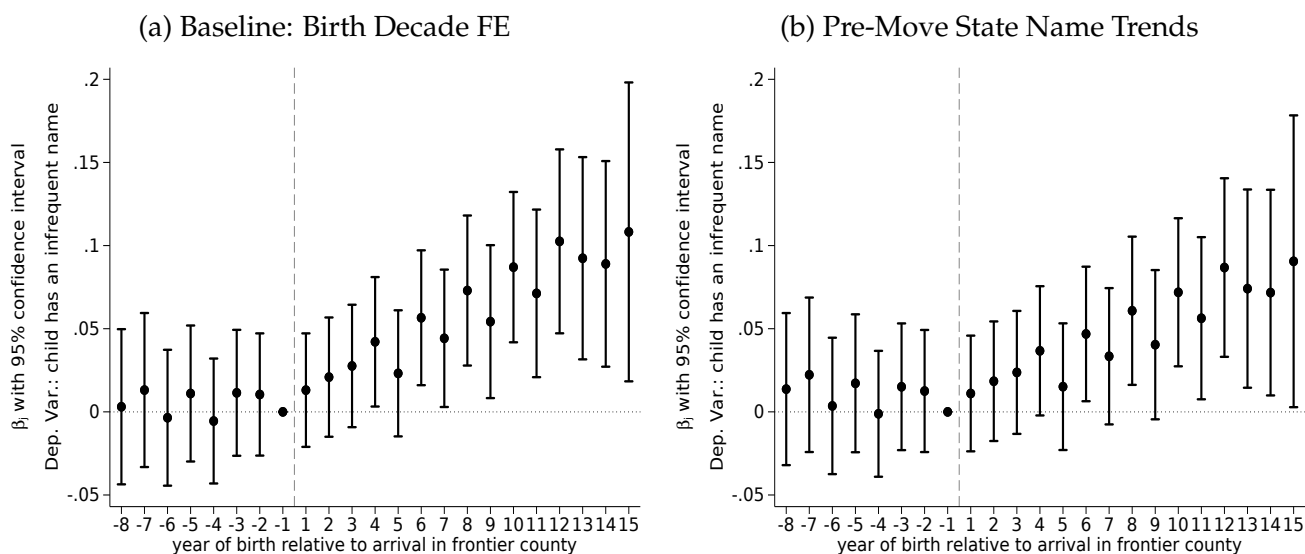 (a) Baseline: Birth Decade FE
βj with 95% confidence interval
Dep. Var.: child has an infrequent name
.2
.15
.1
.05
0
-.05
-8 -7 -6 -5 -4 -3 -2 -1 1 2 3 4 5 6 7 8 9 10 11 12 13 14 15
year of birth relative to arrival in frontier county
(b) Pre-Move State Name Trends
βj with 95% confidence interval
Dep. Var.: child has an infrequent name
.2
.15
.1
.05
0
-.05
-8 -7 -6 -5 -4 -3 -2 -1 1 2 3 4 5 6 7 8 9 10 11 12 13 14 15
year of birth relative to arrival in frontier county